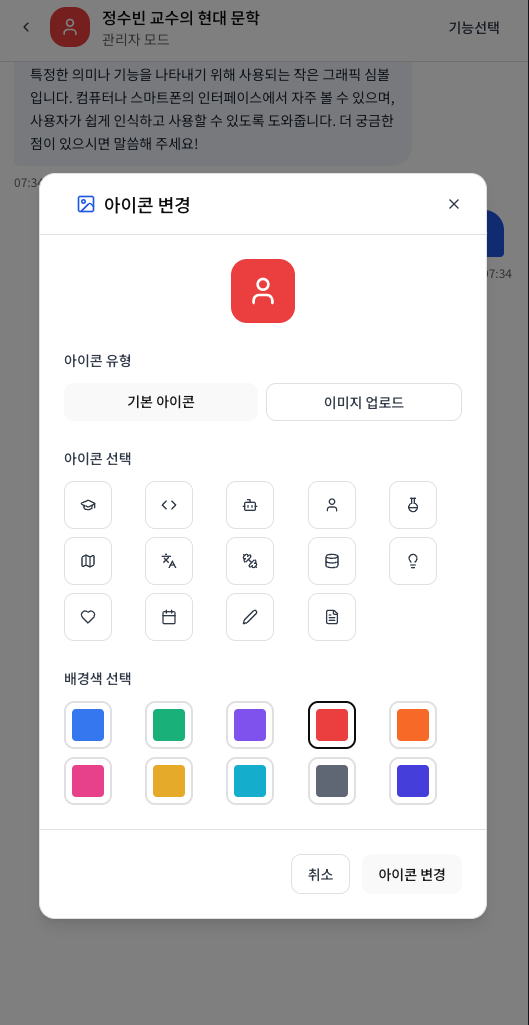 정수빈 교수의 현대 문학
관리자 모드
기능선택
특정한 의미나 기능을 나타내기 위해 사용되는 작은 그래픽 심볼
입니다. 컴퓨터나 스마트폰의 인터페이스에서 자주 볼 수 있으며,
사용자가 쉽게 인식하고 사용할 수 있도록 도와줍니다. 더 궁금한
점이 있으시면 말씀해 주세요!
07:34
07:34
아이콘 변경
아이콘 유형
기본 아이콘
이미지 업로드
아이콘 선택
배경색 선택
취소
아이콘 변경